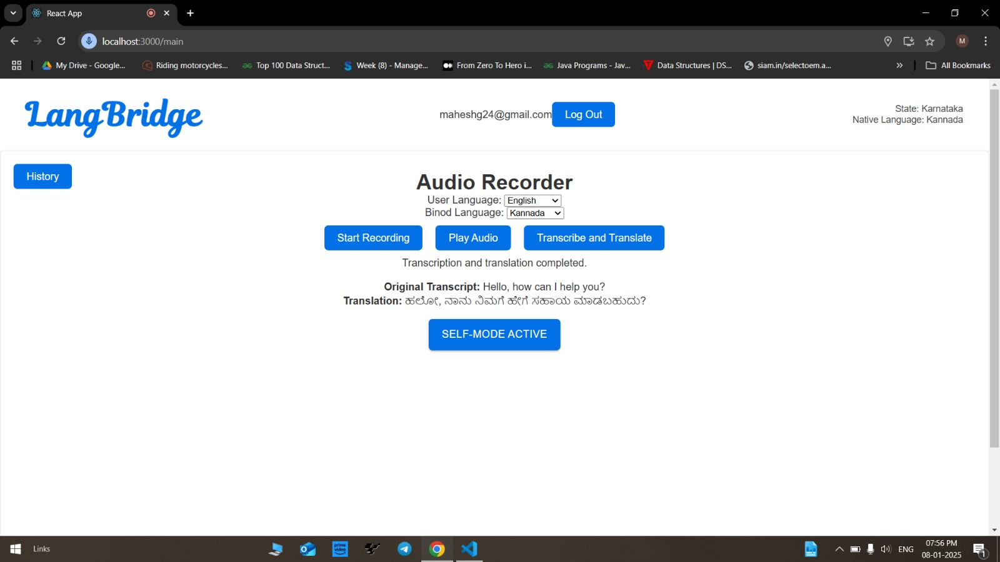 React App
localhost:3000/main
M
My Drive - Google...
Riding motorcycles...
Top 100 Data Struct...
Week (8) - Manage...
From Zero To Hero i...
Java Programs - Jav...
Data Structures | DS...
siam.in/selectoem.a...
»
All Bookmarks
LangBridge
maheshg24@gmail.com
Log Out
State: Karnataka
Native Language: Kannada
History
Audio Recorder
User Language: English
Binod Language: Kannada
Start Recording
Play Audio
Transcribe and Translate
Transcription and translation completed.
Original Transcript: Hello, how can I help you?
Translation: ಹಲೋ, ನಾನು ನಿಮಗೆ ಹೇಗೆ ಸಹಾಯ ಮಾಡಬಹುದು?
SELF-MODE ACTIVE
Links
prime video
ENG
07:56 PM
08-01-2025
1